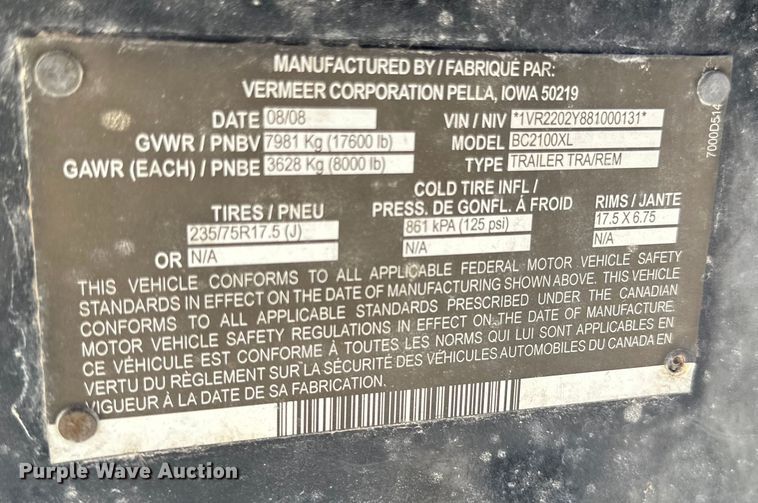 MANUFACTURED BY / FABRIQUÉ PAR:
VERMEER CORPORATION PELLA, IOWA 50219
DATE 08/08 VIN / NIV *1VR2202Y881000131*
GVWR / PNBV 7981 Kg (17600 lb) MODEL BC2100XL
GAWR (EACH) / PNBE 3628 Kg (8000 lb) TYPE TRAILER TRA/REM
COLD TIRE INFL /
TIRES / PNEU PRESS. DE GONFL. Á FROID RIMS / JANTE
235/75R17.5 (J) 861 kPA (125 psi) 17.5 X 6.75
OR N/A N/A N/A
THIS VEHICLE CONFORMS TO ALL APPLICABLE FEDERAL MOTOR VEHICLE SAFETY
STANDARDS IN EFFECT ON THE DATE OF MANUFACTURING SHOWN ABOVE. THIS VEHICLE
CONFORMS TO ALL APPLICABLE STANDARDS PRESCRIBED UNDER THE CANADIAN
MOTOR VEHICLE SAFETY REGULATIONS IN EFFECT ON THE DATE OF MANUFACTURE.
CE VÉHICULE EST CONFORME À TOUTES LES NORMES QUI LUI SONT APPLICABLES EN
VERTU DU RÈGLEMENT SUR LA SÉCURITÉ DES VÉHICULES AUTOMOBILES DU CANADA EN
VIGUEUR À LA DATE DE SA FABRICATION.
7000D514
Purple Wave Auction